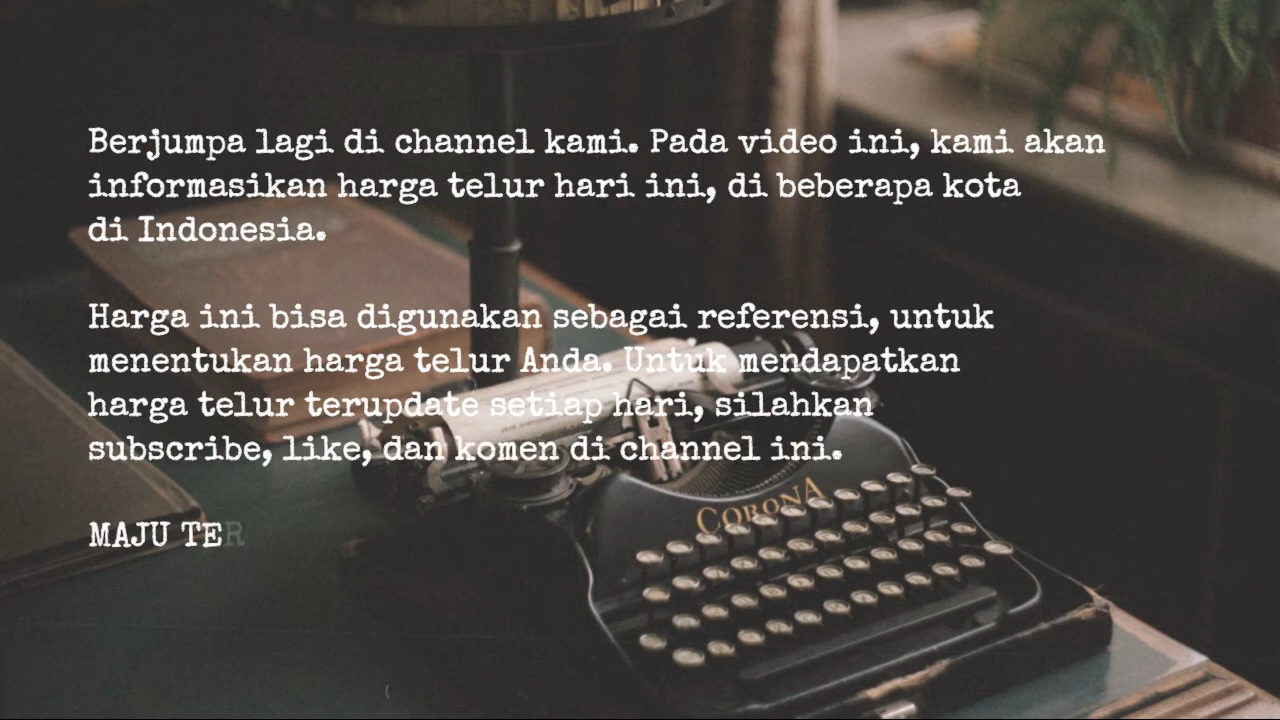 Berjumpa lagi di channel kami. Pada video ini, kami akan
informasikan harga telur hari ini, di beberapa kota
di Indonesia.
Harga ini bisa digunakan sebagai referensi, untuk
menentukan harga telur Anda. Untuk mendapatkan
harga telur terupdate setiap hari, silahkan
subscribe, like, dan komen di channel ini.
MAJU TER
CORONA